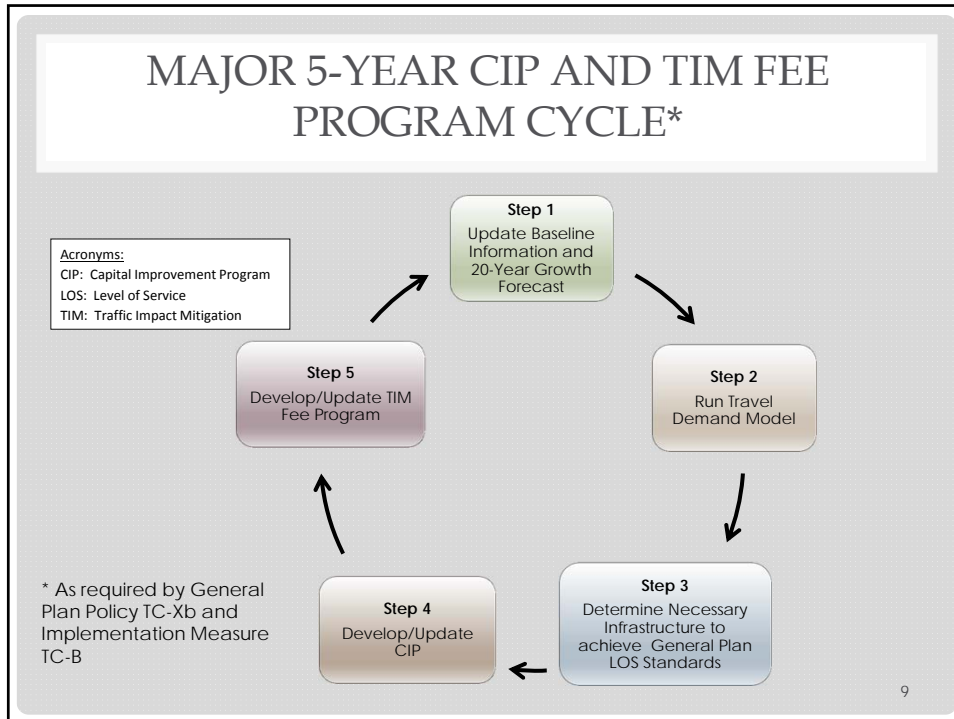 MAJOR 5-YEAR CIP AND TIM FEE
PROGRAM CYCLE*
Acronyms:
CIP: Capital Improvement Program
LOS: Level of Service
TIM: Traffic Impact Mitigation
Step 1
Update Baseline
Information and
20-Year Growth
Forecast
Step 2
Run Travel
Demand Model
Step 3
Determine Necessary
Infrastructure to
achieve General Plan
LOS Standards
Step 4
Develop/Update
CIP
Step 5
Develop/Update TIM
Fee Program
* As required by General
Plan Policy TC-Xb and
Implementation Measure
TC-B
9